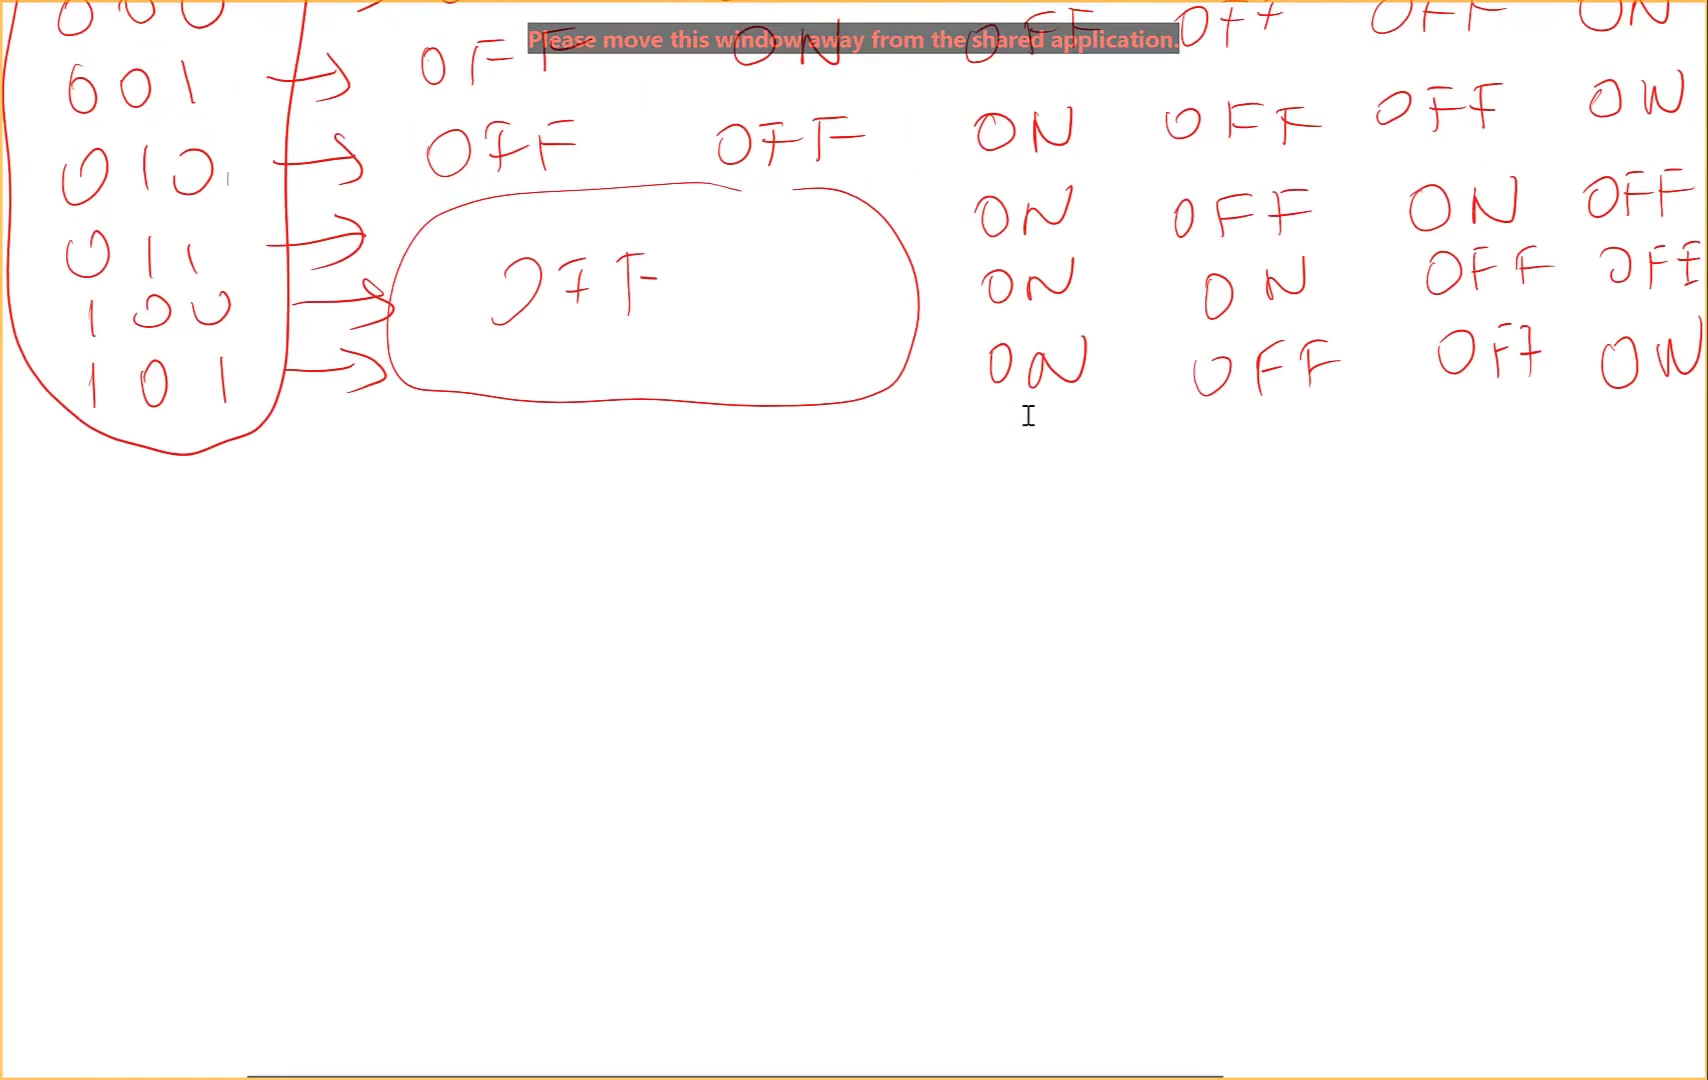 000 OFF OFF ON
Please move this window away from the shared application.
001 → OFF ON OFF OFF OFF ON
010 → OFF OFF ON OFF ON OFF
011 → ON ON OFF OFF
100 → OFF ON OFF OFF ON
101 →